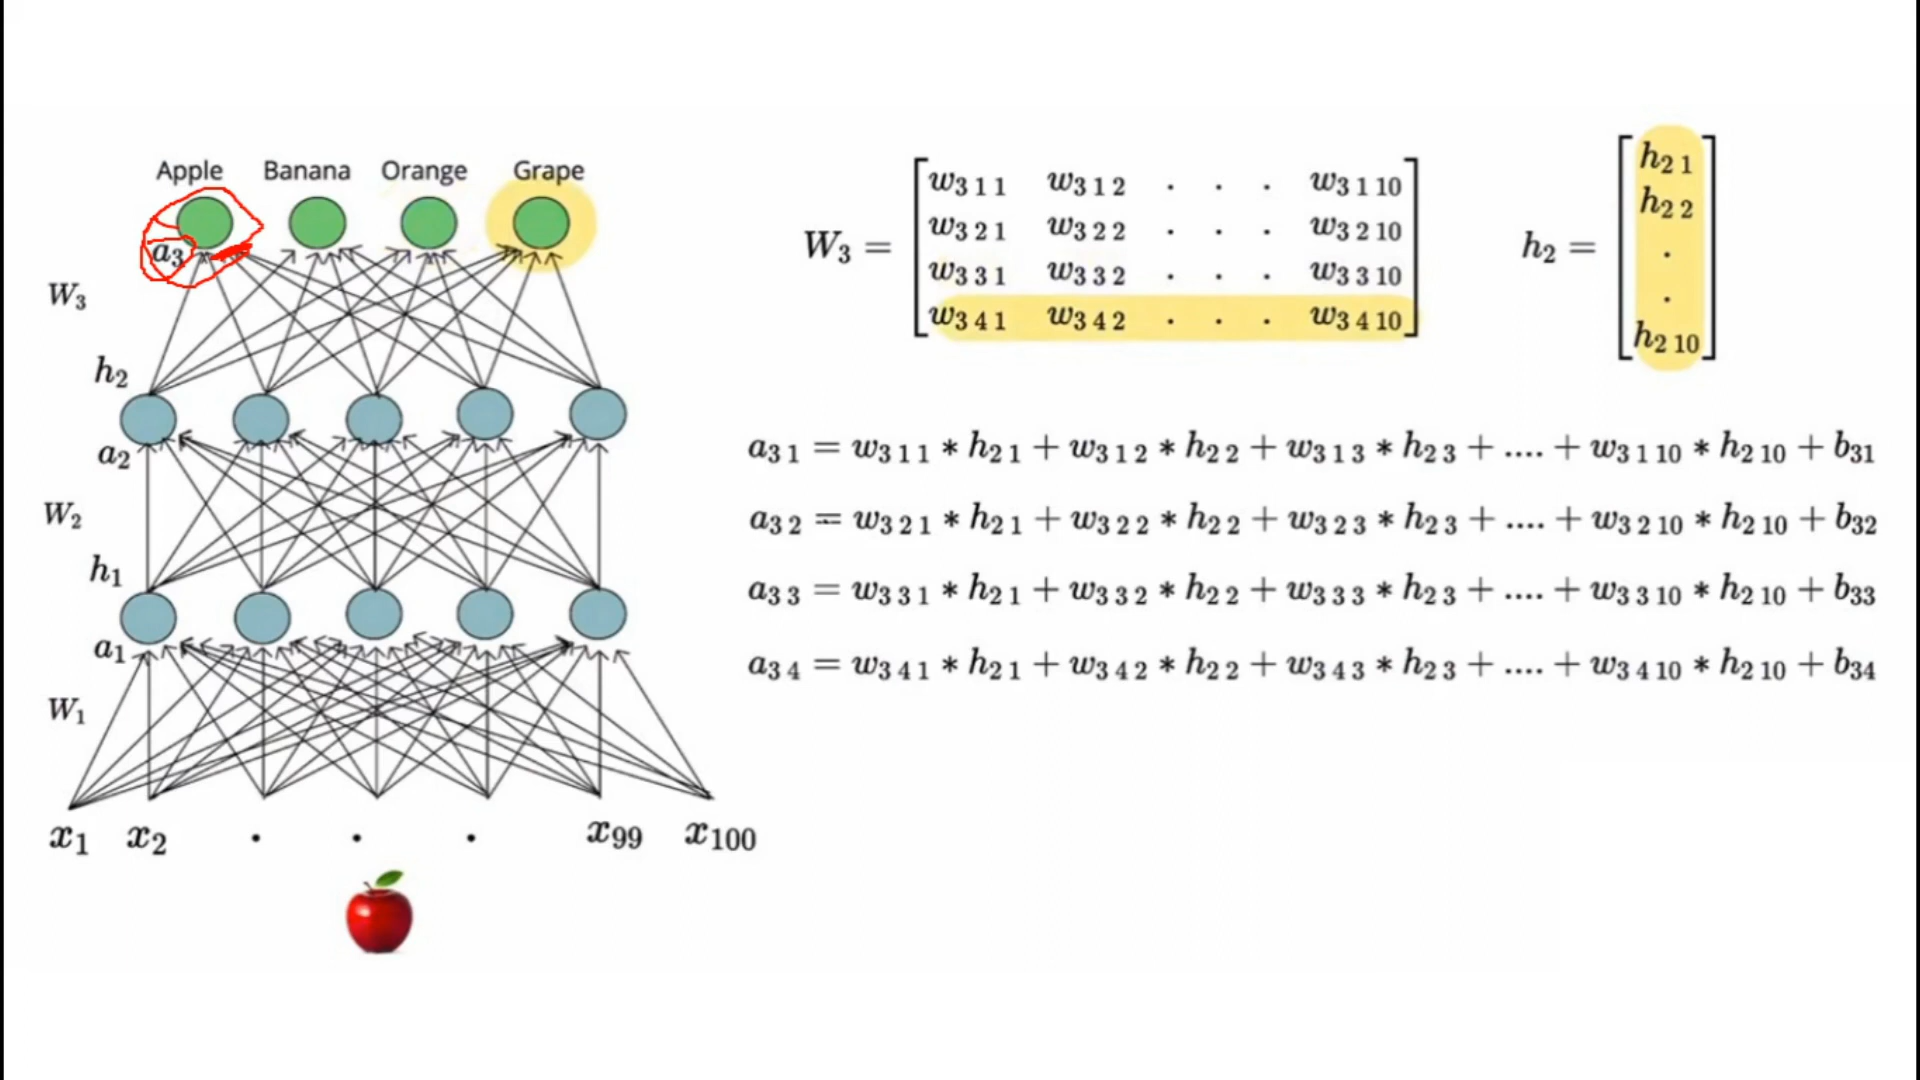 Apple Banana Orange Grape
a₃
W₃
h₂
a₂
W₂
h₁
a₁
W₁
x₁ x₂ . . . x₉₉ x₁₀₀
W₃ =
w₃ ₁ ₁ w₃ ₁ ₂ . . . w₃ ₁ ₁₀
w₃ ₂ ₁ w₃ ₂ ₂ . . . w₃ ₂ ₁₀
w₃ ₃ ₁ w₃ ₃ ₂ . . . w₃ ₃ ₁₀
w₃ ₄ ₁ w₃ ₄ ₂ . . . w₃ ₄ ₁₀
h₂ =
h₂ ₁
h₂ ₂
.
.
h₂ ₁₀
a₃ ₁ = w₃ ₁ ₁ * h₂ ₁ + w₃ ₁ ₂ * h₂ ₂ + w₃ ₁ ₃ * h₂ ₃ + .... + w₃ ₁ ₁₀ * h₂ ₁₀ + b₃₁
a₃ ₂ = w₃ ₂ ₁ * h₂ ₁ + w₃ ₂ ₂ * h₂ ₂ + w₃ ₂ ₃ * h₂ ₃ + .... + w₃ ₂ ₁₀ * h₂ ₁₀ + b₃₂
a₃ ₃ = w₃ ₃ ₁ * h₂ ₁ + w₃ ₃ ₂ * h₂ ₂ + w₃ ₃ ₃ * h₂ ₃ + .... + w₃ ₃ ₁₀ * h₂ ₁₀ + b₃₃
a₃ ₄ = w₃ ₄ ₁ * h₂ ₁ + w₃ ₄ ₂ * h₂ ₂ + w₃ ₄ ₃ * h₂ ₃ + .... + w₃ ₄ ₁₀ * h₂ ₁₀ + b₃₄